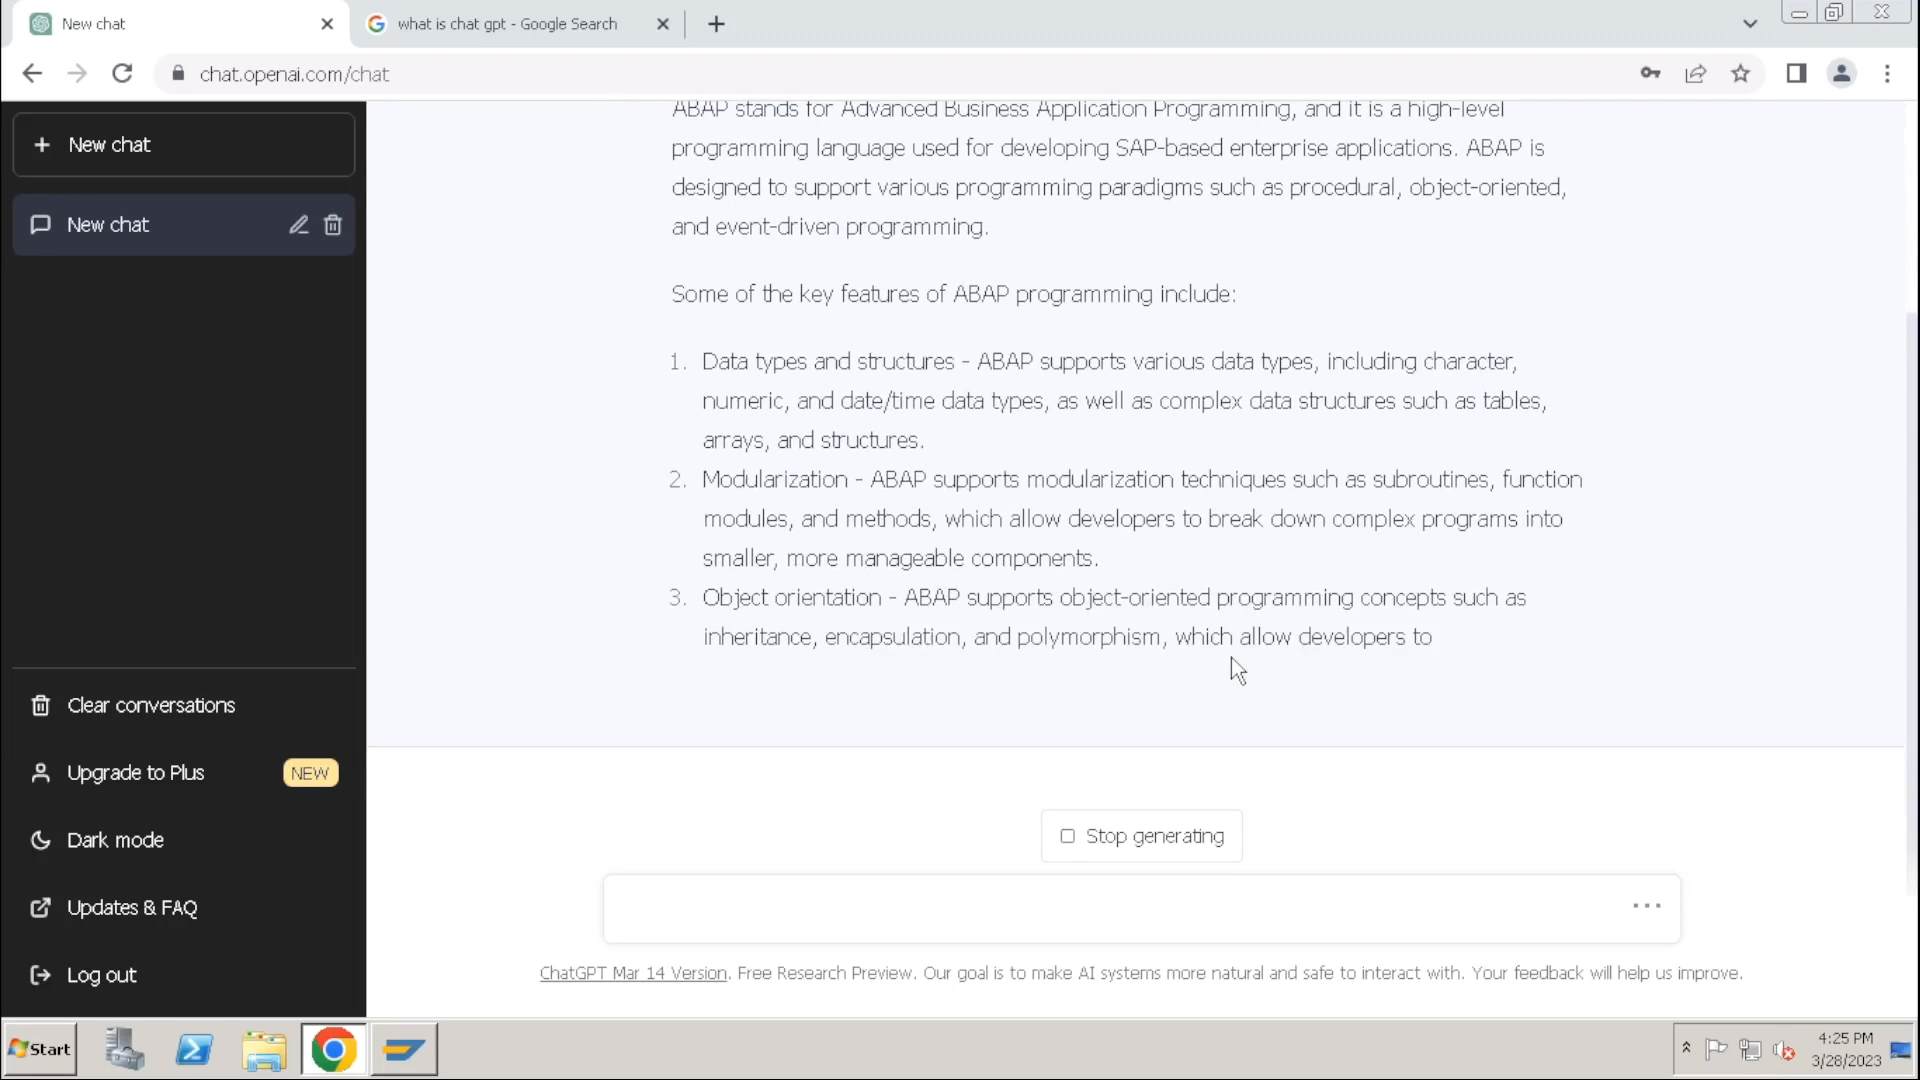 New chat
what is chat gpt - Google Search
chat.openai.com/chat
New chat
New chat
Clear conversations
Upgrade to Plus
NEW
Dark mode
Updates & FAQ
Log out
ABAP stands for Advanced Business Application Programming, and it is a high-level
programming language used for developing SAP-based enterprise applications. ABAP is
designed to support various programming paradigms such as procedural, object-oriented,
and event-driven programming.
Some of the key features of ABAP programming include:
1. Data types and structures - ABAP supports various data types, including character,
numeric, and date/time data types, as well as complex data structures such as tables,
arrays, and structures.
2. Modularization - ABAP supports modularization techniques such as subroutines, function
modules, and methods, which allow developers to break down complex programs into
smaller, more manageable components.
3. Object orientation - ABAP supports object-oriented programming concepts such as
inheritance, encapsulation, and polymorphism, which allow developers to
Stop generating
ChatGPT Mar 14 Version. Free Research Preview. Our goal is to make AI systems more natural and safe to interact with. Your feedback will help us improve.
Start
4:25 PM
3/28/2023